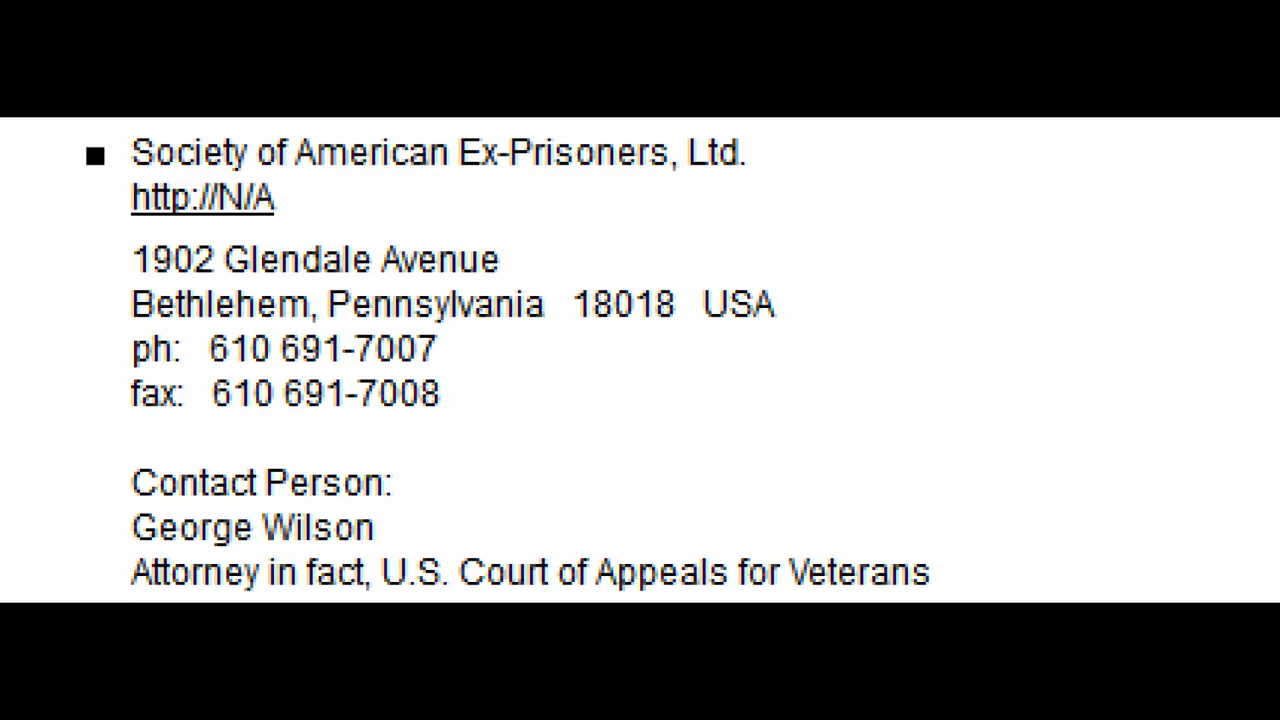 Society of American Ex-Prisoners, Ltd.
http://N/A
1902 Glendale Avenue
Bethlehem, Pennsylvania 18018 USA
ph: 610 691-7007
fax: 610 691-7008
Contact Person:
George Wilson
Attorney in fact, U.S. Court of Appeals for Veterans